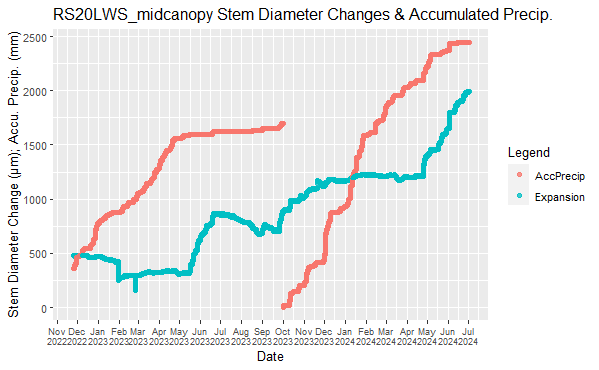 RS20LWS_midcanopy Stem Diameter Changes & Accumulated Precip.
Stem Diameter Change (µm); Accu. Precip. (mm)
2500
2000
1500
1000
500
0
Nov Dec Jan Feb Mar Apr May Jun Jul Aug Sep Oct Nov Dec Jan Feb Mar Apr May Jun Jul
2022 2022 2023 2023 2023 2023 2023 2023 2023 2023 2023 2023 2023 2023 2024 2024 2024 2024 2024 2024 2024
Date
Legend
AccPrecip
Expansion